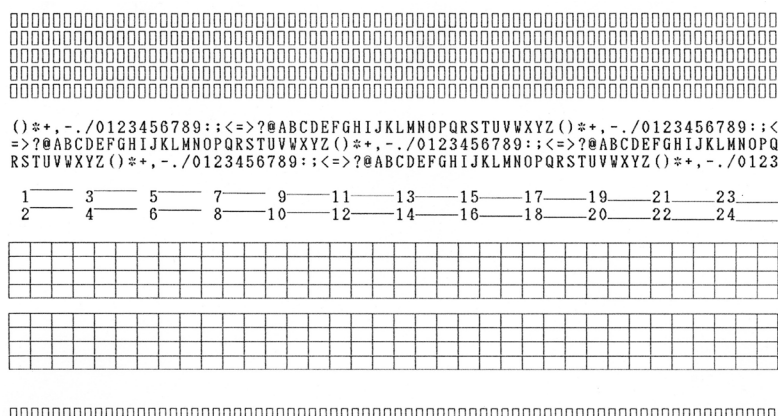 ()*+,-./0123456789:;<=>?@ABCDEFGHIJKLMNOPQRSTUVWXYZ()*+,-./0123456789:;<
=>?@ABCDEFGHIJKLMNOPQRSTUVWXYZ()*+,-./0123456789:;<=>?@ABCDEFGHIJKLMNOPQ
RSTUVWXYZ()*+,-./0123456789:;<=>?@ABCDEFGHIJKLMNOPQRSTUVWXYZ()*+,-./0123
1 3 5 7 9 11 13 15 17 19 21 23
2 4 6 8 10 12 14 16 18 20 22 24